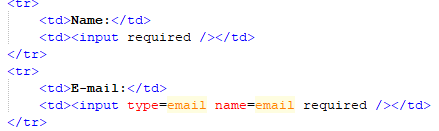 <tr>
<td>Name:</td>
<td><input required /></td>
</tr>
<tr>
<td>E-mail:</td>
<td><input type=email name=email required /></td>
</tr>